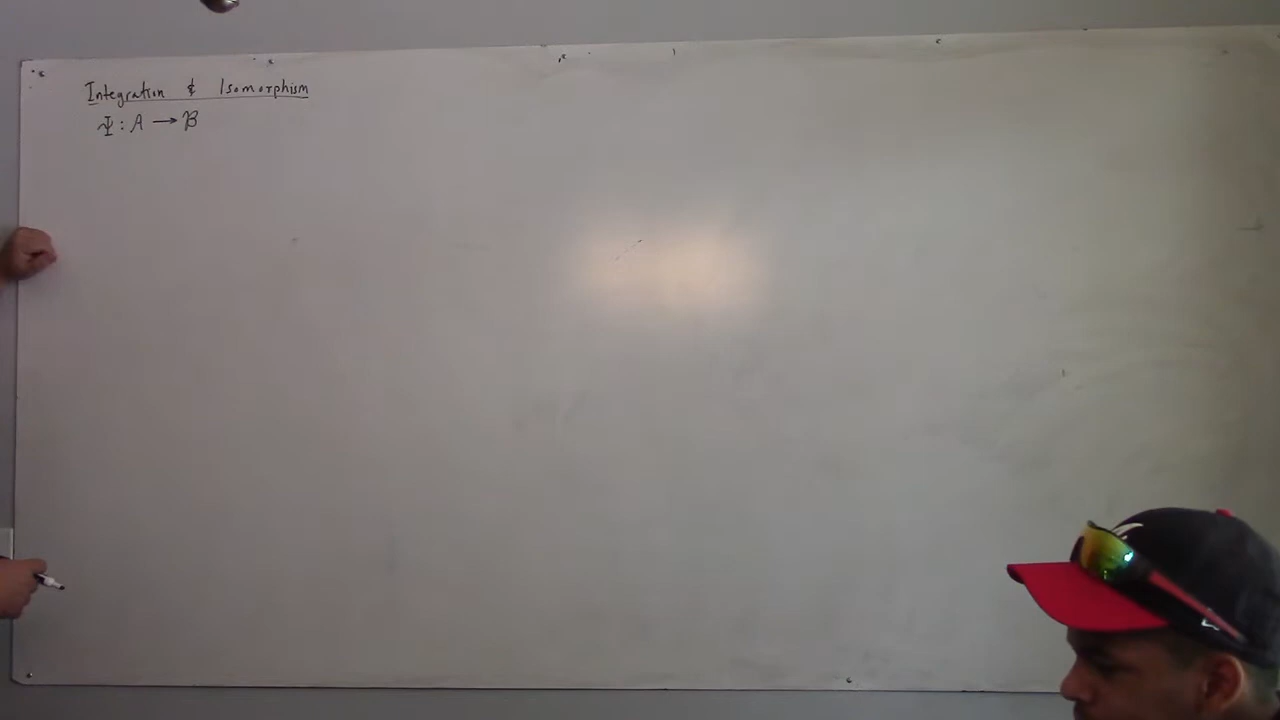 Integration & Isomorphism
Ψ : A → B